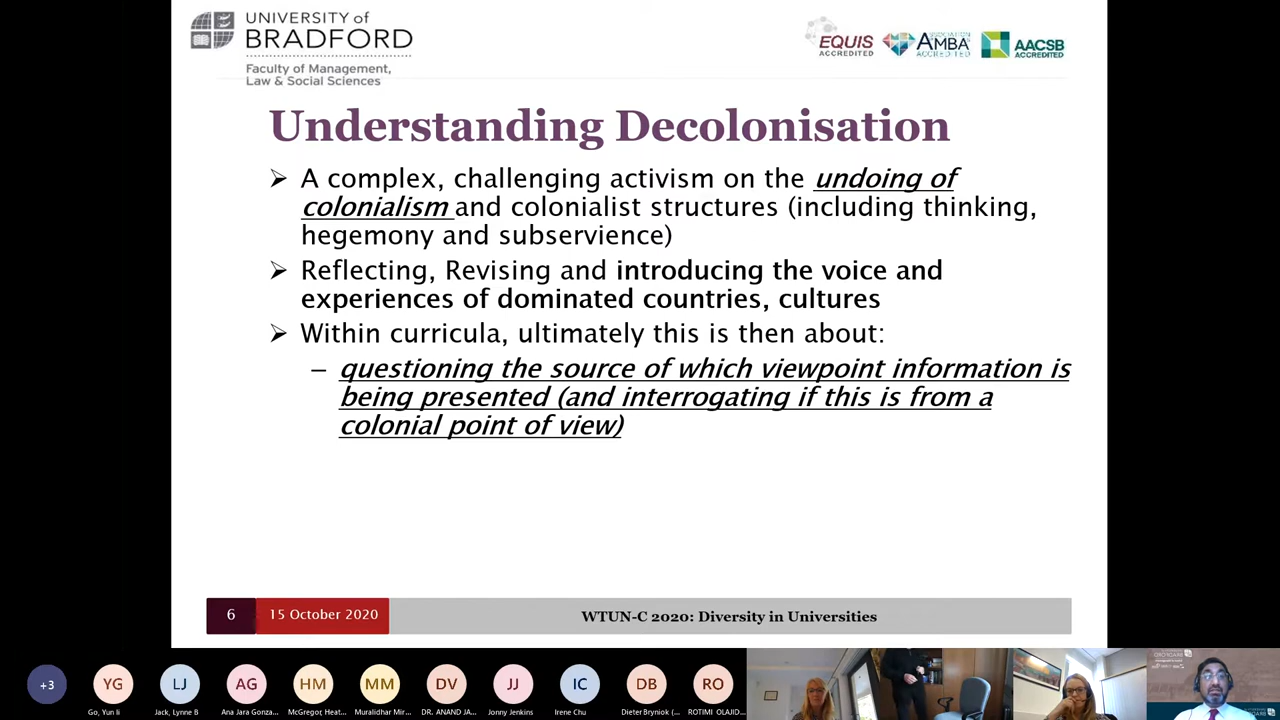 UNIVERSITY of
BRADFORD
Faculty of Management,
Law & Social Sciences
EQUIS
ACCREDITED
ASSOCIATION
AMBA
ACCREDITED
AACSB
ACCREDITED
Understanding Decolonisation
➢ A complex, challenging activism on the undoing of
colonialism and colonialist structures (including thinking,
hegemony and subservience)
➢ Reflecting, Revising and introducing the voice and
experiences of dominated countries, cultures
➢ Within curricula, ultimately this is then about:
– questioning the source of which viewpoint information is
being presented (and interrogating if this is from a
colonial point of view)
6
15 October 2020
WTUN-C 2020: Diversity in Universities
+3
YG
LJ
AG
HM
MM
DV
JJ
IC
DB
RO
Go, Yun Ii
Jack, Lynne B
Ana Jara Gonza...
McGregor, Heat...
Muralidhar Mir...
DR. ANAND JA...
Jonny Jenkins
Irene Chu
Dieter Bryniok (...
ROTIMI OLAJID...